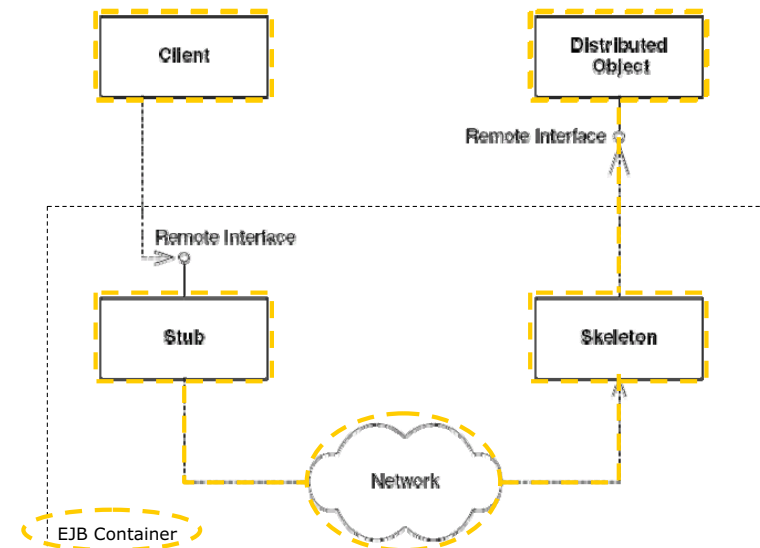 Client
Distributed
Object
Remote Interface
Remote Interface
Stub
Skeleton
Network
EJB Container